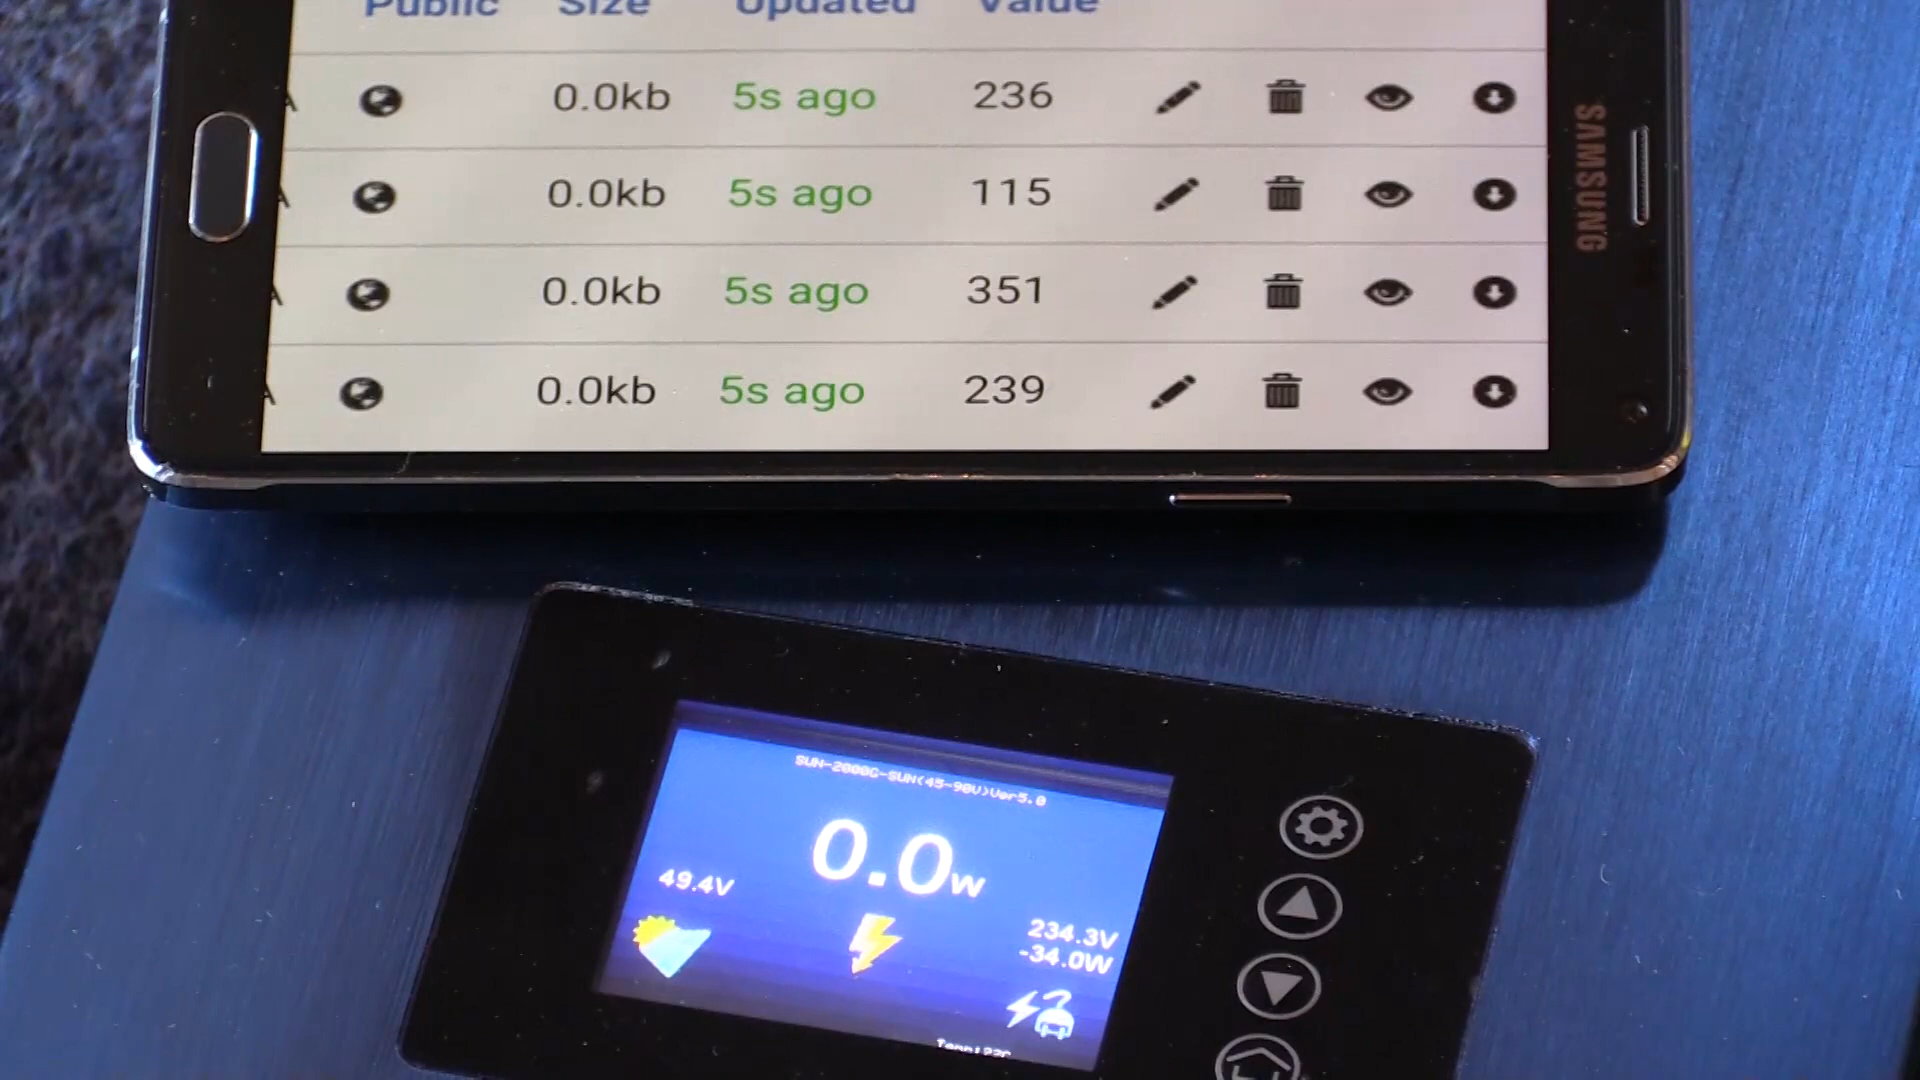 Public Size Updated Value
A 0.0kb 5s ago 236
A 0.0kb 5s ago 115
A 0.0kb 5s ago 351
A 0.0kb 5s ago 239
SAMSUNG
SUN-2000G-SUN(45-90V)Ver5.0
0.0W
49.4V
234.3V
-34.0W
Temp:23C